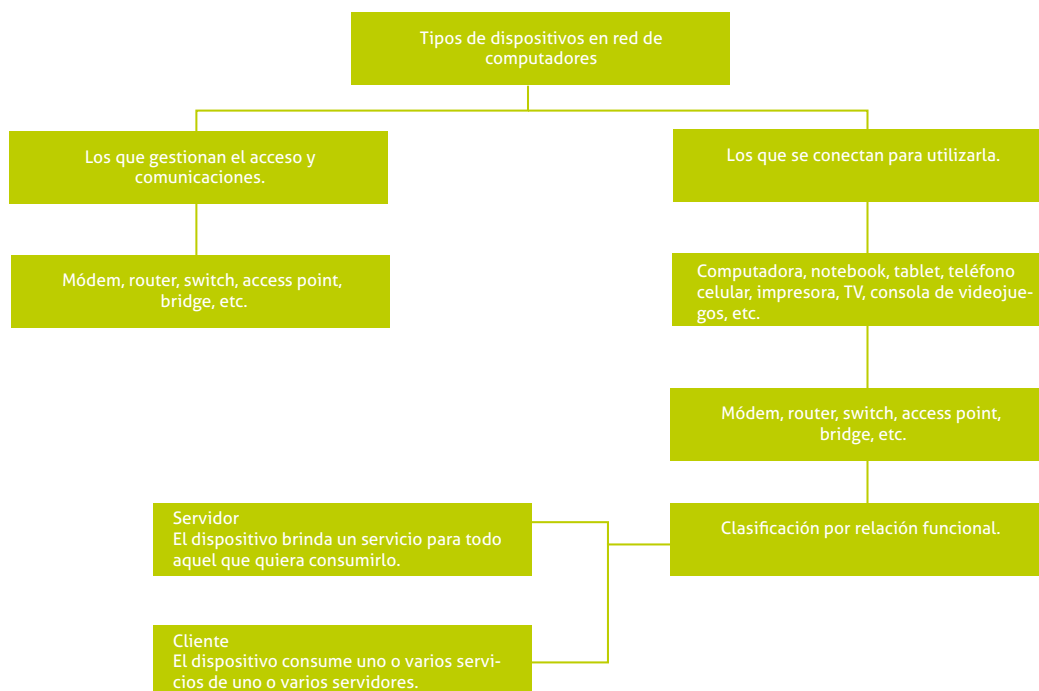 Tipos de dispositivos en red de
computadores
Los que gestionan el acceso y
comunicaciones.
Los que se conectan para utilizarla.
Módem, router, switch, access point,
bridge, etc.
Computadora, notebook, tablet, teléfono
celular, impresora, TV, consola de videojue-
gos, etc.
Módem, router, switch, access point,
bridge, etc.
Clasificación por relación funcional.
Servidor
El dispositivo brinda un servicio para todo
aquel que quiera consumirlo.
Cliente
El dispositivo consume uno o varios servi-
cios de uno o varios servidores.